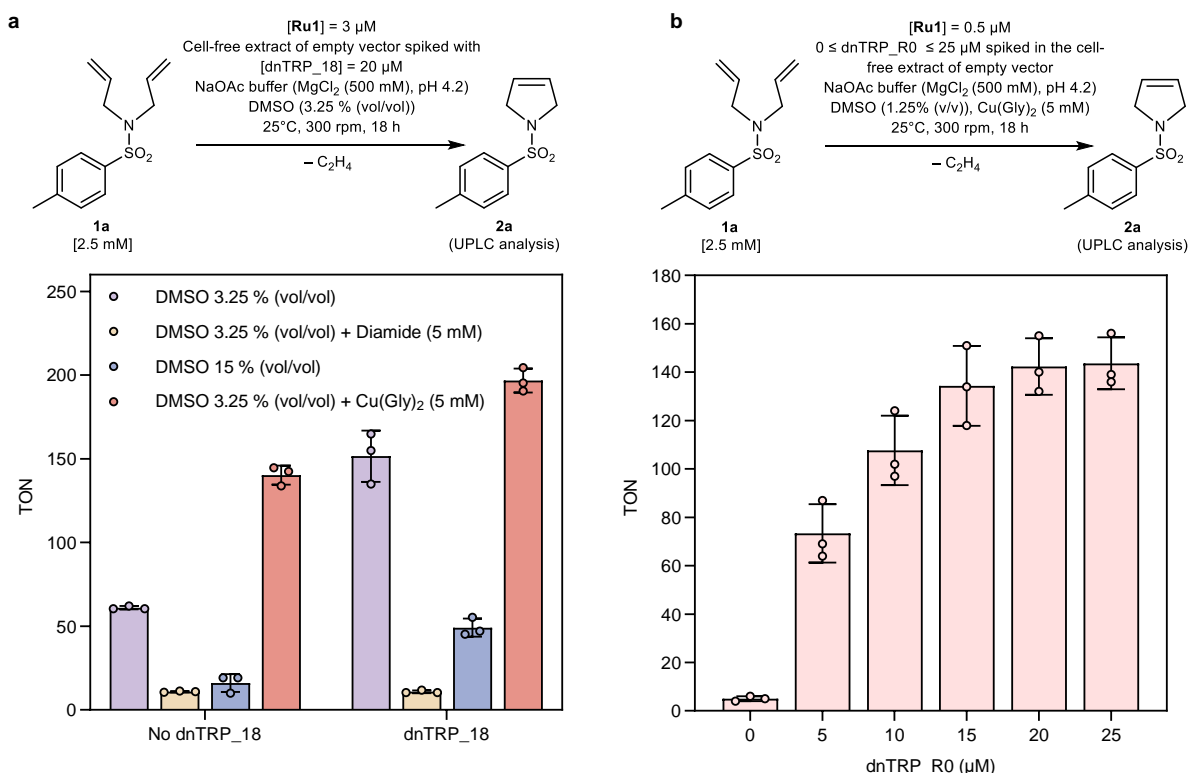 a
[Ru1] = 3 µM
Cell-free extract of empty vector spiked with
[dnTRP_18] = 20 µM
NaOAc buffer (MgCl2 (500 mM), pH 4.2)
DMSO (3.25 % (vol/vol))
25°C, 300 rpm, 18 h
– C2H4
N
SO2
1a
[2.5 mM]
N
SO2
2a
(UPLC analysis)
b
[Ru1] = 0.5 µM
0 ≤ dnTRP_R0 ≤ 25 µM spiked in the cell-
free extract of empty vector
NaOAc buffer (MgCl2 (500 mM), pH 4.2)
DMSO (1.25% (v/v)), Cu(Gly)2 (5 mM)
25°C, 300 rpm, 18 h
– C2H4
N
SO2
1a
[2.5 mM]
N
SO2
2a
(UPLC analysis)
TON
250
200
150
100
50
0
DMSO 3.25 % (vol/vol)
DMSO 3.25 % (vol/vol) + Diamide (5 mM)
DMSO 15 % (vol/vol)
DMSO 3.25 % (vol/vol) + Cu(Gly)2 (5 mM)
No dnTRP_18
dnTRP_18
TON
180
160
140
120
100
80
60
40
20
0
0
5
10
15
20
25
dnTRP_R0 (µM)